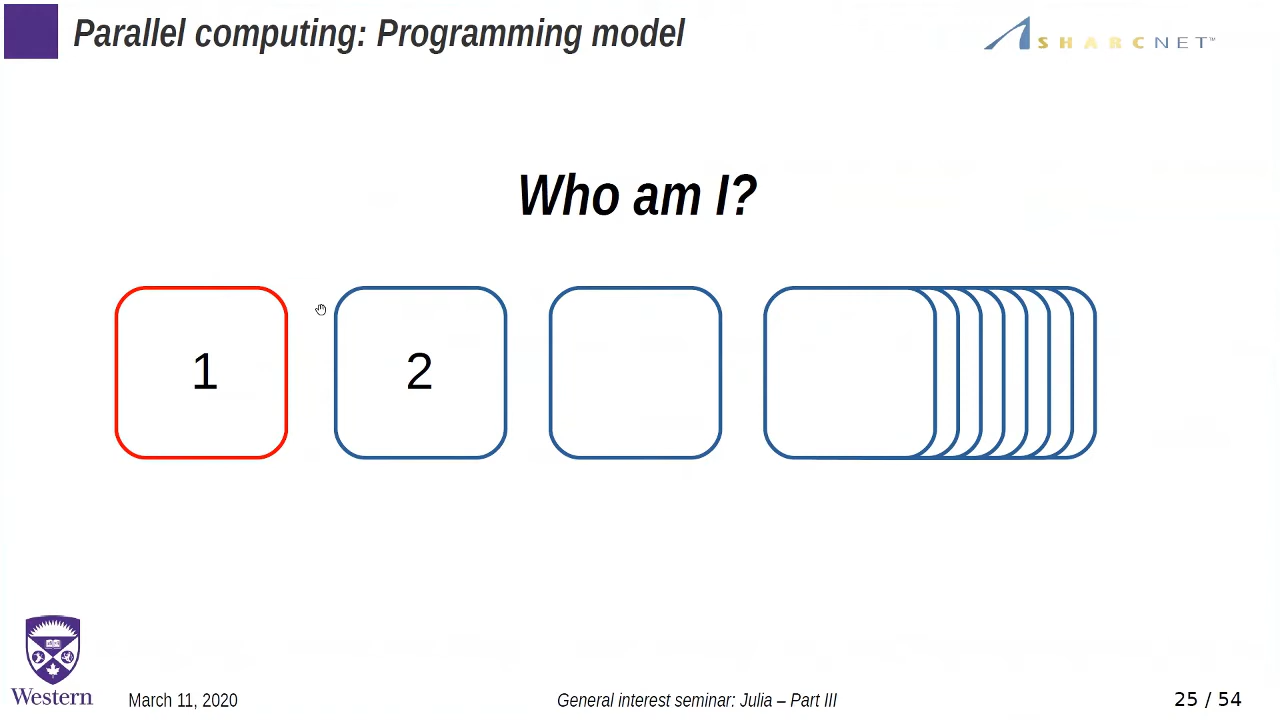 Parallel computing: Programming model
SHARCNET™
Who am I?
1
2
Western
March 11, 2020
General interest seminar: Julia – Part III
25 / 54